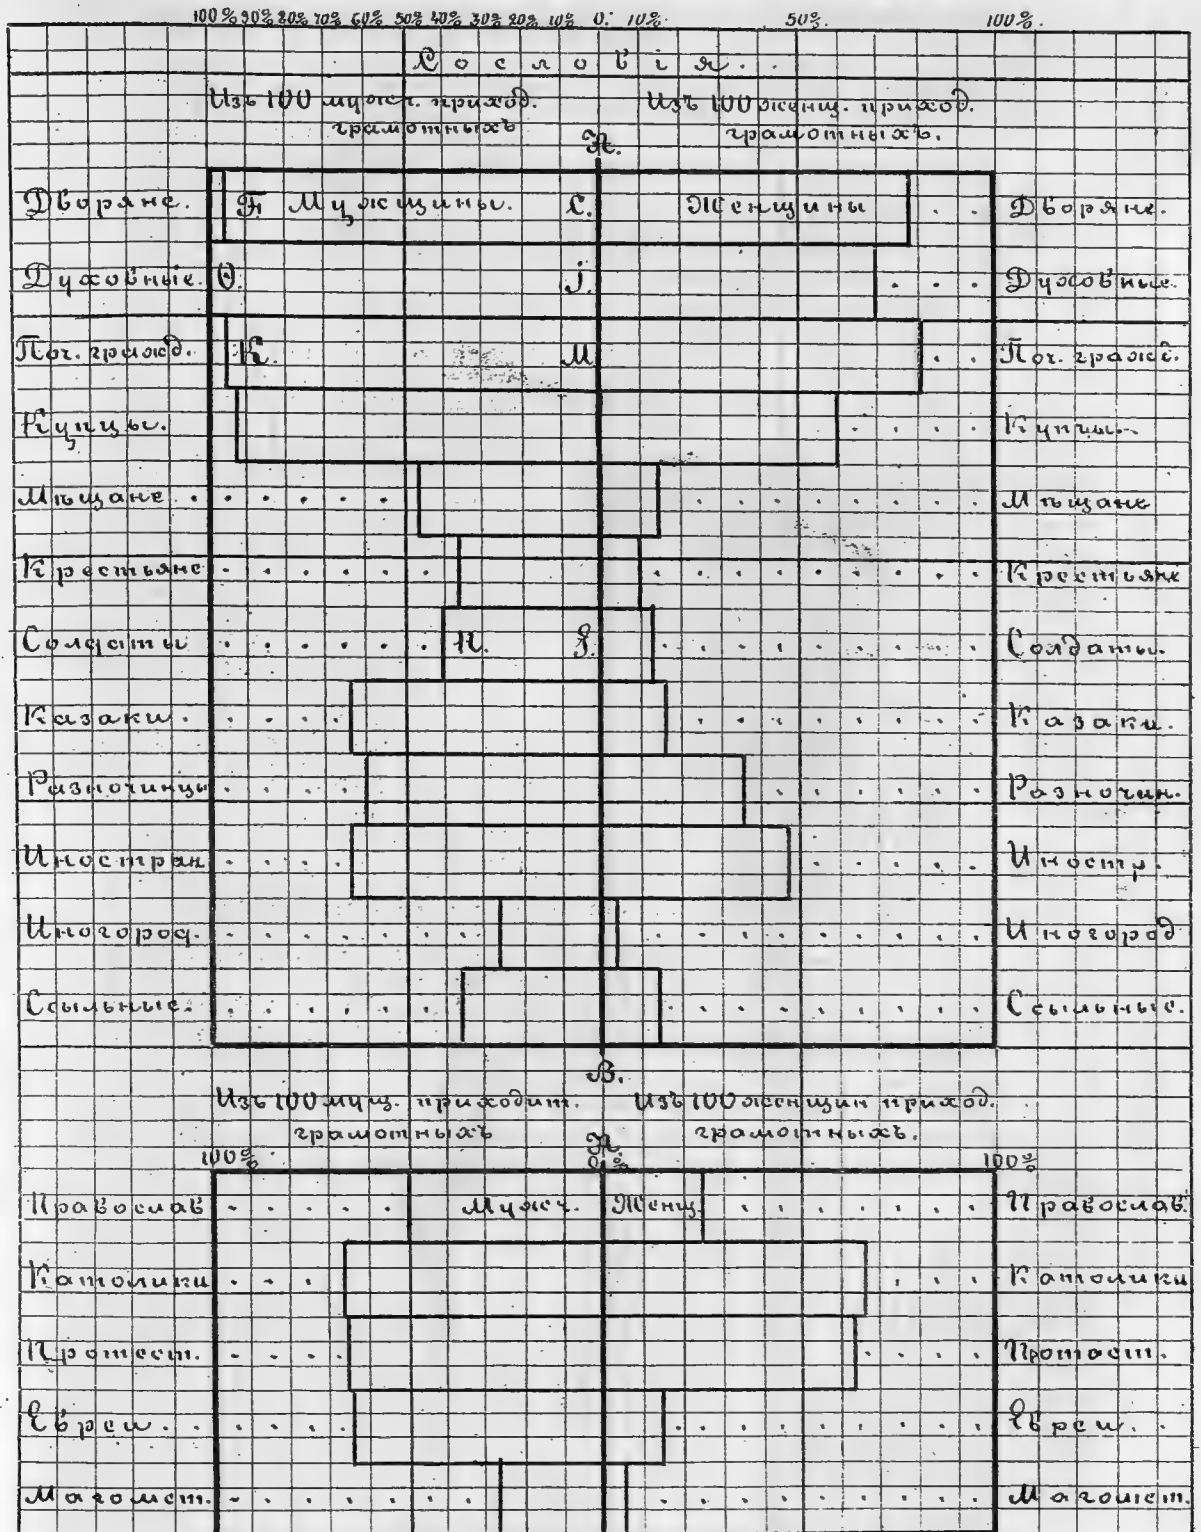 100% 90% 80% 70% 60% 50% 40% 30% 20% 10% 0. 10%. 50%. 100%.
Сословія.
Изъ 100 мужч. приход. Изъ 100 женщ. приход.
грамотныхъ грамотныхъ.
А.
Дворяне. F Мужщины. С. Женщины Дворяне.
Духовныіе. О. J. Духовные.
Поч. гражд. К. М Поч. гражд.
Купцы. Купцы.
Мѣщане. Мѣщане
Крестьяне Крестьяне
Солдаты Н. Солдаты.
Казаки. Казаки.
Разночинцы Разночин.
Иностран Иностр.
Иногород. Иногород
Ссыльные. Ссыльные.
В.
Изъ 100 мущ. приходит. Изъ 100 женщин приход.
грамотныхъ грамотныхъ.
А.
100% 0% 100%
Православ Мужч. Женщ. Православ.
Католики Католики
Протест. Протест.
Евреи. Евреи.
Магомет. Магомет.